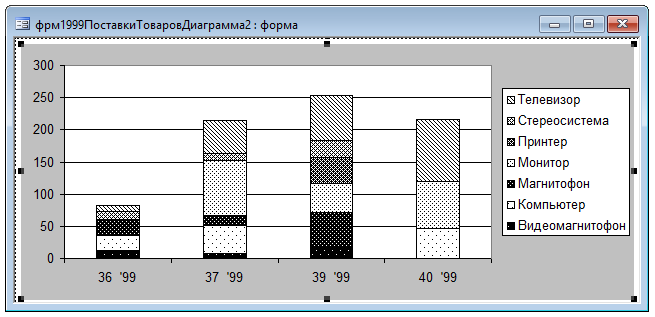 фрм1999ПоставкиТоваровДиаграмма2 : форма
300
250
200
150
100
50
0
36 '99
37 '99
39 '99
40 '99
Телевизор
Стереосистема
Принтер
Монитор
Магнитофон
Компьютер
Видеомагнитофон